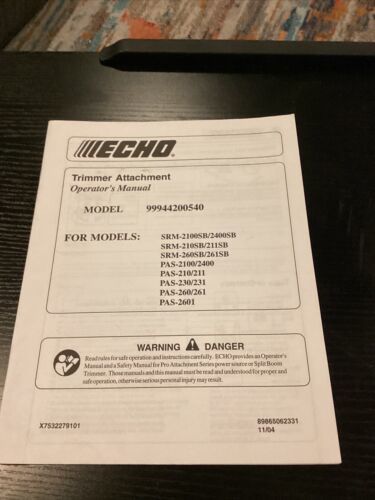 ECHO®
Trimmer Attachment
Operator's Manual
MODEL 99944200540
FOR MODELS: SRM-2100SB/2400SB
SRM-210SB/211SB
SRM-260SB/261SB
PAS-2100/2400
PAS-210/211
PAS-230/231
PAS-260/261
PAS-2601
WARNING DANGER
Read rules for safe operation and instructions carefully. ECHO provides an Operator's
Manual and a Safety Manual for Pro Attachment Series power source or Split Boom
Trimmer. Those manuals and this manual must be read and understood for proper and
safe operation, otherwise serious personal injury may result.
X7532279101
89865062331
11/04